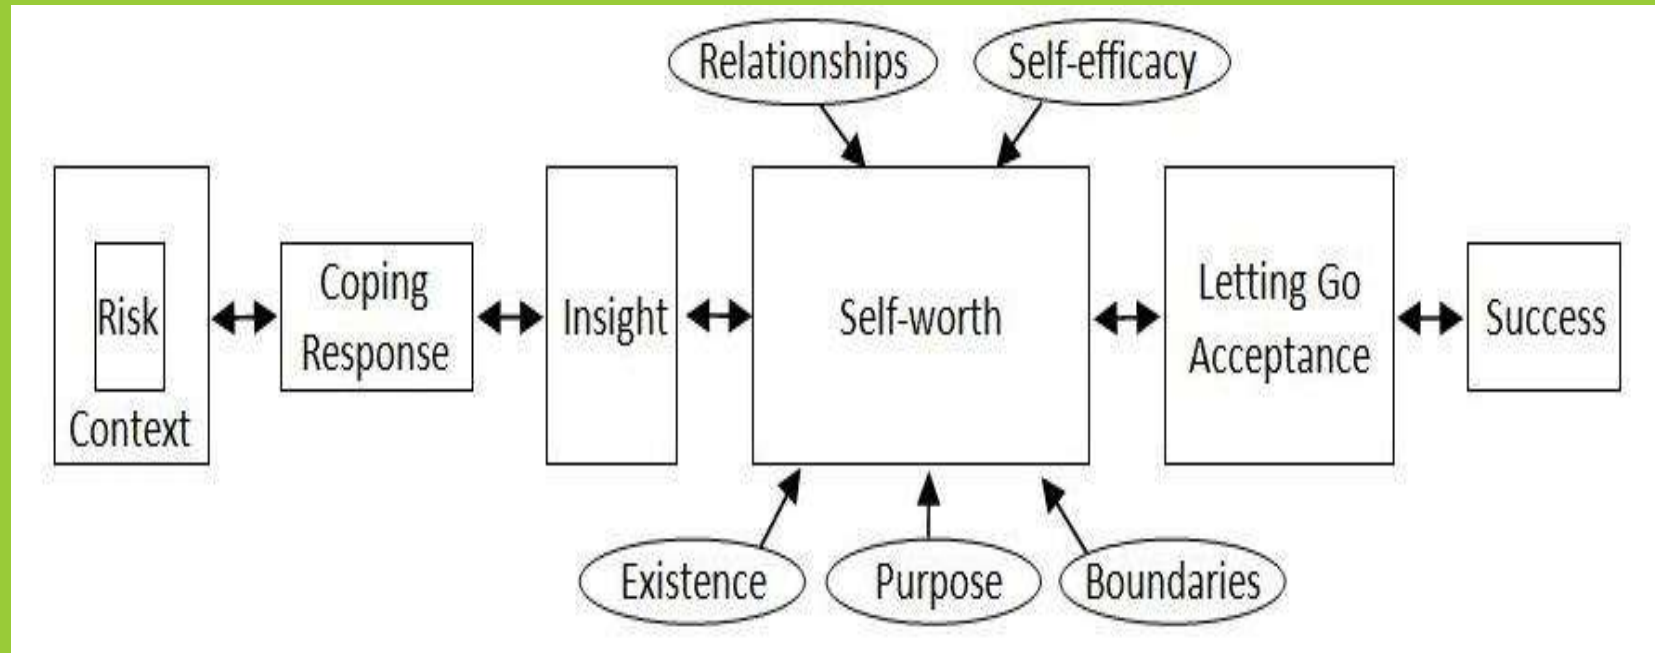 Relationships
Self-efficacy
Risk
Context
Coping
Response
Insight
Self-worth
Letting Go
Acceptance
Success
Existence
Purpose
Boundaries